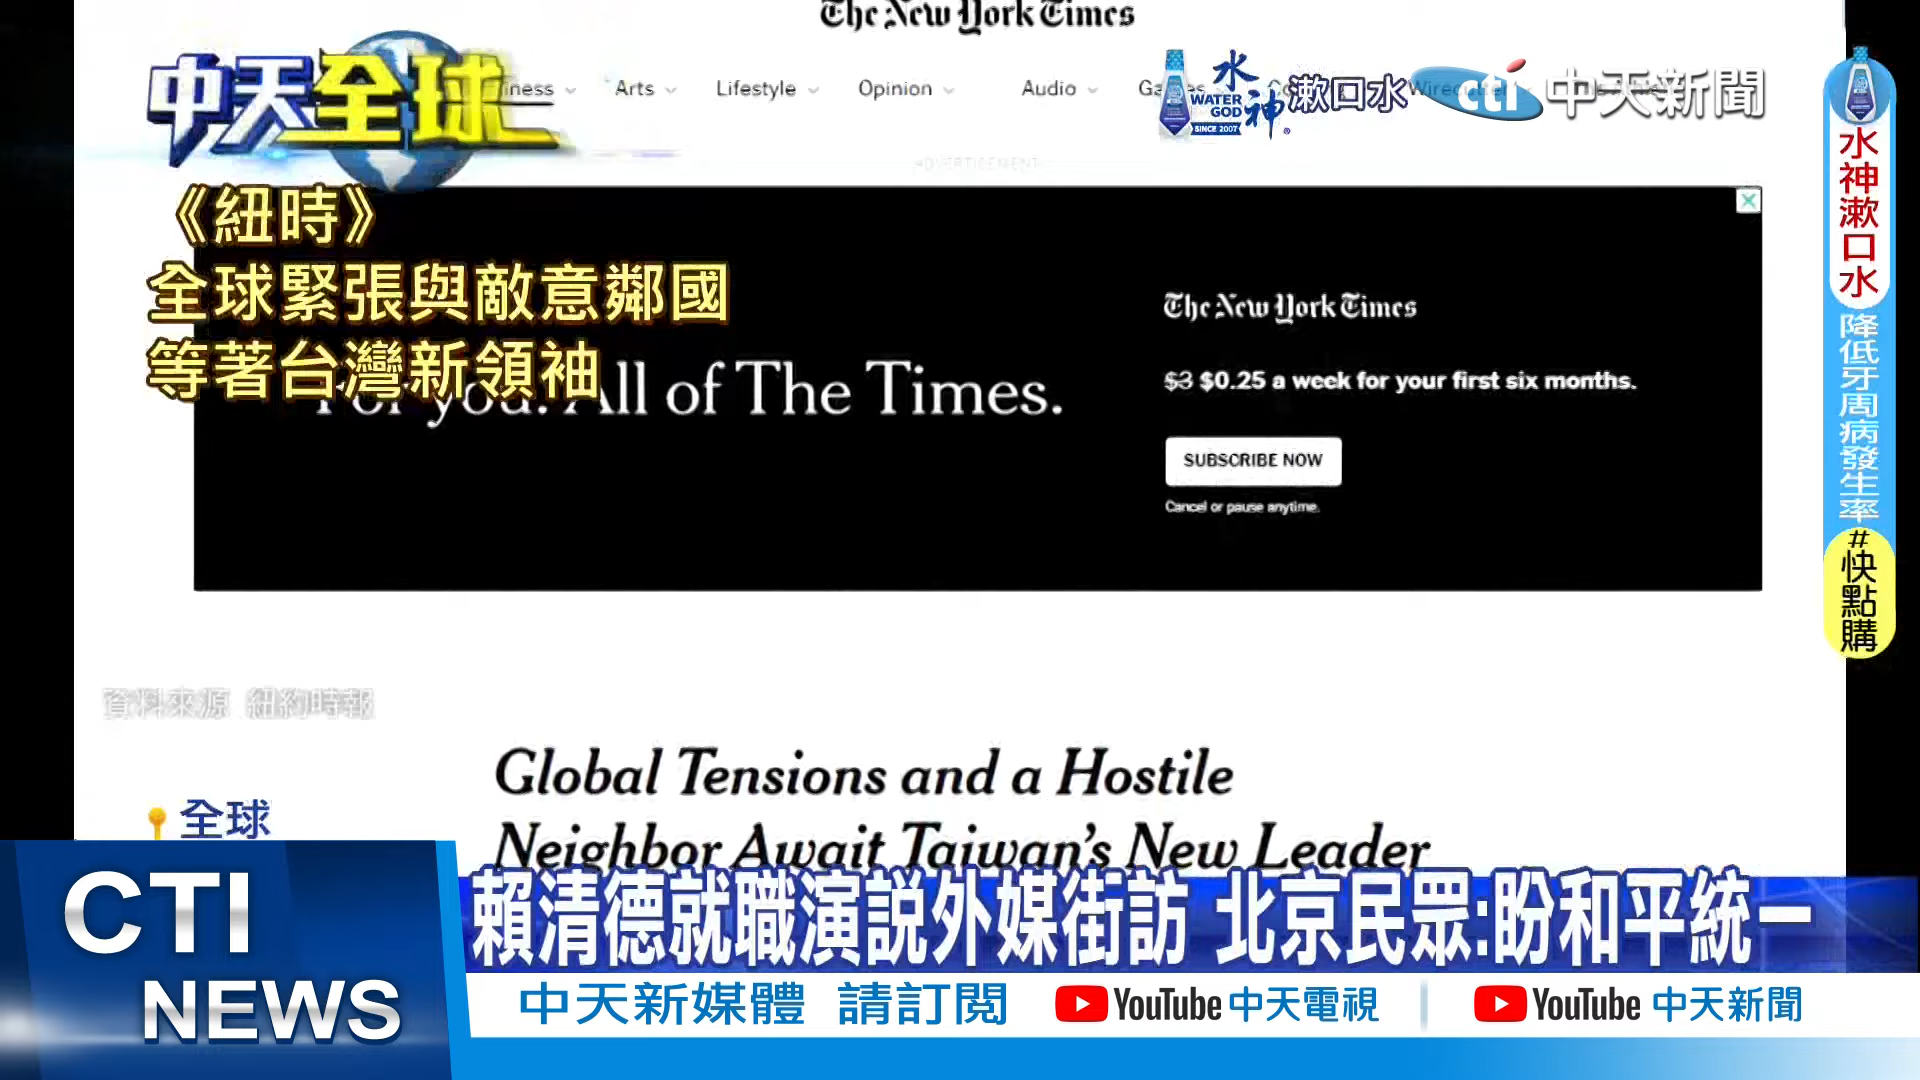 The New York Times
中天全球
iness
Arts
Lifestyle
Opinion
Audio
水神
WATER GOD
SINCE 2007
漱口水
cti 中天新聞
ADVERTISEMENT
《紐時》
全球緊張與敵意鄰國
等著台灣新領袖
For you. All of The Times.
The New York Times
$3 $0.25 a week for your first six months.
SUBSCRIBE NOW
Cancel or pause anytime.
水神漱口水
降低牙周病發生率
#快點購
資料來源 紐約時報
Global Tensions and a Hostile
Neighbor Await Taiwan's New Leader
全球
CTI
NEWS
賴清德就職演説外媒街訪 北京民眾:盼和平統一
中天新媒體 請訂閱 YouTube 中天電視 | YouTube 中天新聞